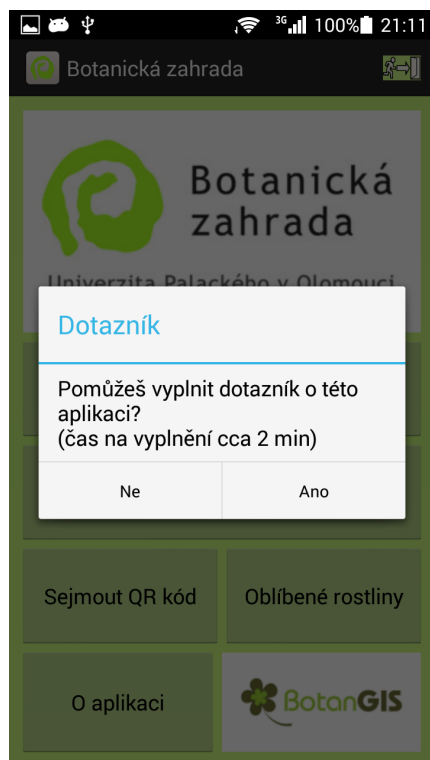 3G 100% 21:11
Botanická zahrada
Botanická
zahrada
Univerzita Palackého v Olomouci
Dotazník
Pomůžeš vyplnit dotazník o této
aplikaci?
(čas na vyplnění cca 2 min)
Ne Ano
Sejmout QR kód Oblíbené rostliny
O aplikaci BotanGIS